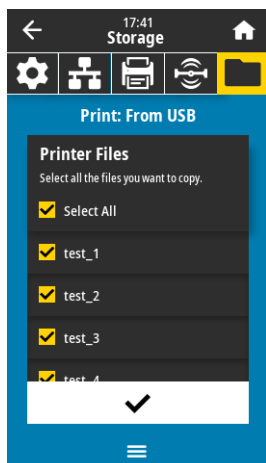 17:41
Storage
Print: From USB
Printer Files
Select all the files you want to copy.
Select All
test_1
test_2
test_3
test_4